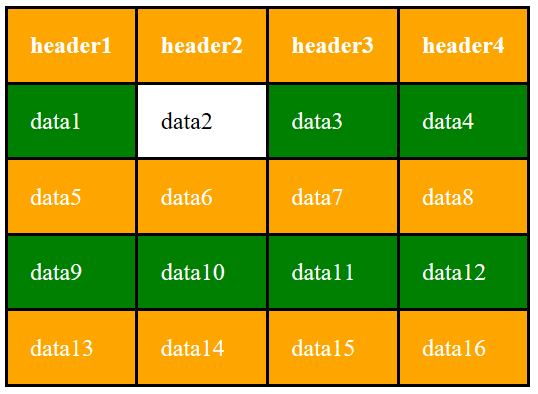 header1 header2 header3 header4
data1 data2 data3 data4
data5 data6 data7 data8
data9 data10 data11 data12
data13 data14 data15 data16